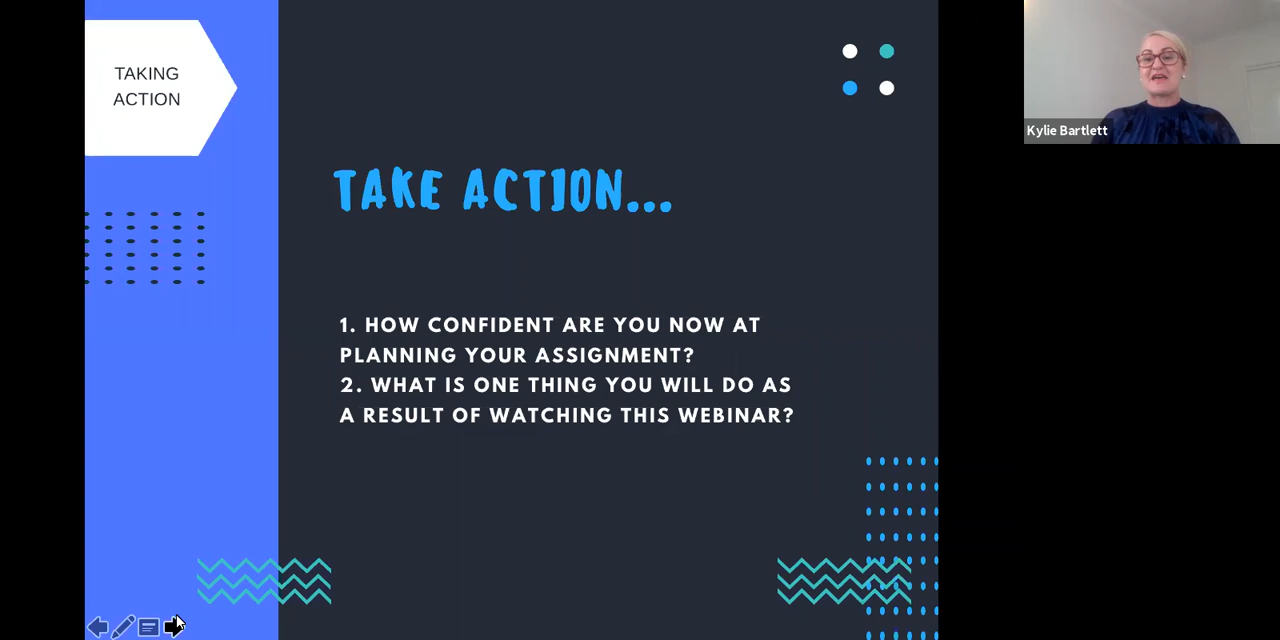 TAKING
ACTION
TAKE ACTION...
1. HOW CONFIDENT ARE YOU NOW AT
PLANNING YOUR ASSIGNMENT?
2. WHAT IS ONE THING YOU WILL DO AS
A RESULT OF WATCHING THIS WEBINAR?
Kylie Bartlett